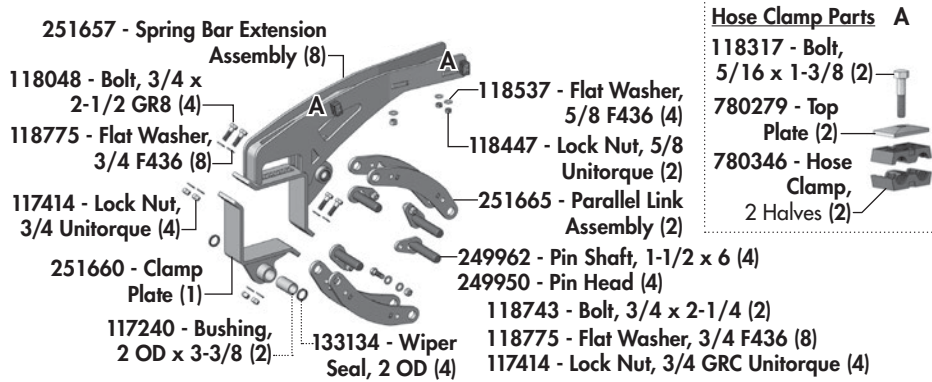 251657 - Spring Bar Extension
Assembly (8)
118048 - Bolt, 3/4 x
2-1/2 GR8 (4)
118775 - Flat Washer,
3/4 F436 (8)
117414 - Lock Nut,
3/4 Unitorque (4)
251660 - Clamp
Plate (1)
117240 - Bushing,
2 OD x 3-3/8 (2)
133134 - Wiper
Seal, 2 OD (4)
A
A
118537 - Flat Washer,
5/8 F436 (4)
118447 - Lock Nut, 5/8
Unitorque (2)
251665 - Parallel Link
Assembly (2)
249962 - Pin Shaft, 1-1/2 x 6 (4)
249950 - Pin Head (4)
118743 - Bolt, 3/4 x 2-1/4 (2)
118775 - Flat Washer, 3/4 F436 (8)
117414 - Lock Nut, 3/4 GRC Unitorque (4)
Hose Clamp Parts A
118317 - Bolt,
5/16 x 1-3/8 (2)
780279 - Top
Plate (2)
780346 - Hose
Clamp,
2 Halves (2)